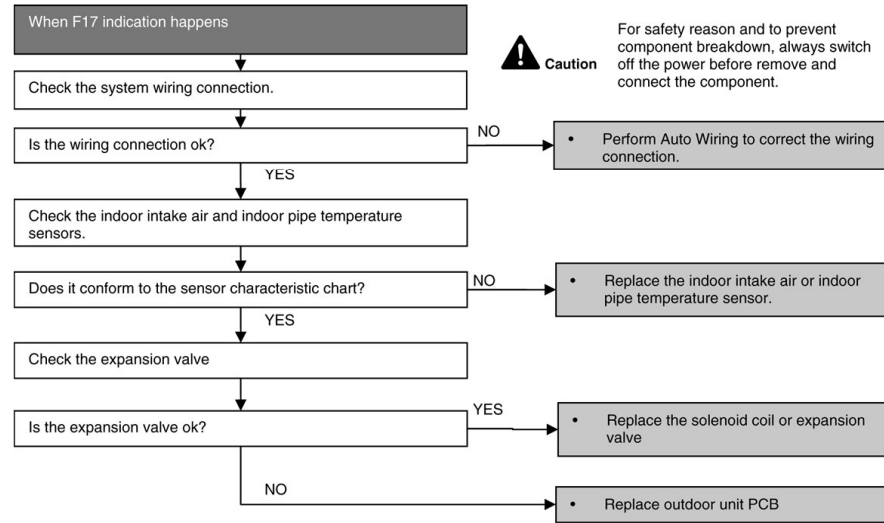 When F17 indication happens
For safety reason and to prevent
component breakdown, always switch
off the power before remove and
connect the component.
Caution
Check the system wiring connection.
Is the wiring connection ok?
NO
• Perform Auto Wiring to correct the wiring
connection.
YES
Check the indoor intake air and indoor pipe temperature
sensors.
Does it conform to the sensor characteristic chart?
NO
• Replace the indoor intake air or indoor
pipe temperature sensor.
YES
Check the expansion valve
Is the expansion valve ok?
YES
• Replace the solenoid coil or expansion
valve
NO
• Replace outdoor unit PCB